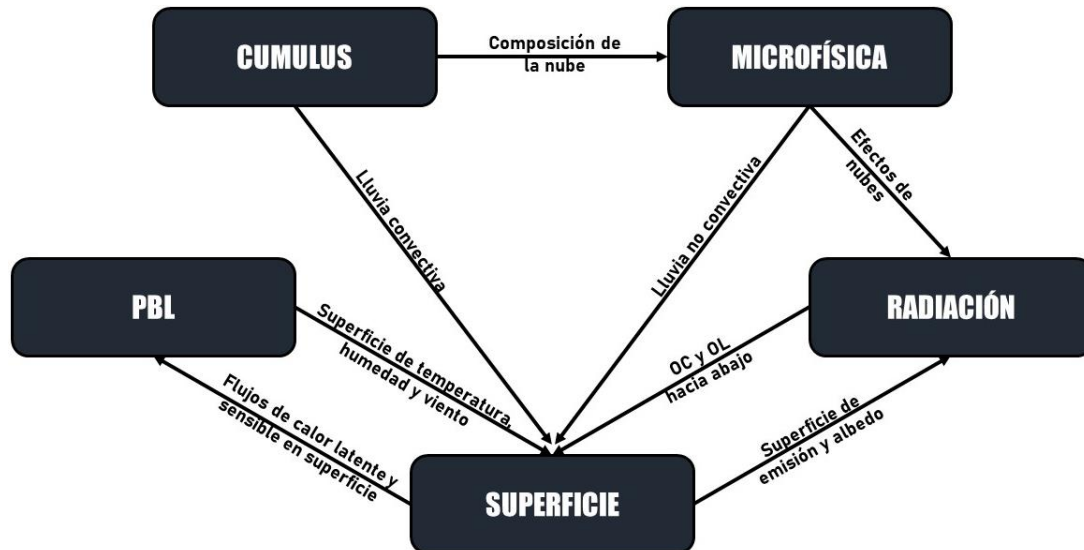 CUMULUS
Composición de
la nube
MICROFÍSICA
Efectos de
nubes
Lluvia convectiva
Lluvia no convectiva
PBL
Superficie de temperatura,
humedad y viento
OC y OL
hacia abajo
RADIACIÓN
Flujos de calor latente y
sensible en superficie
Superficie de
emisión y albedo
SUPERFICIE